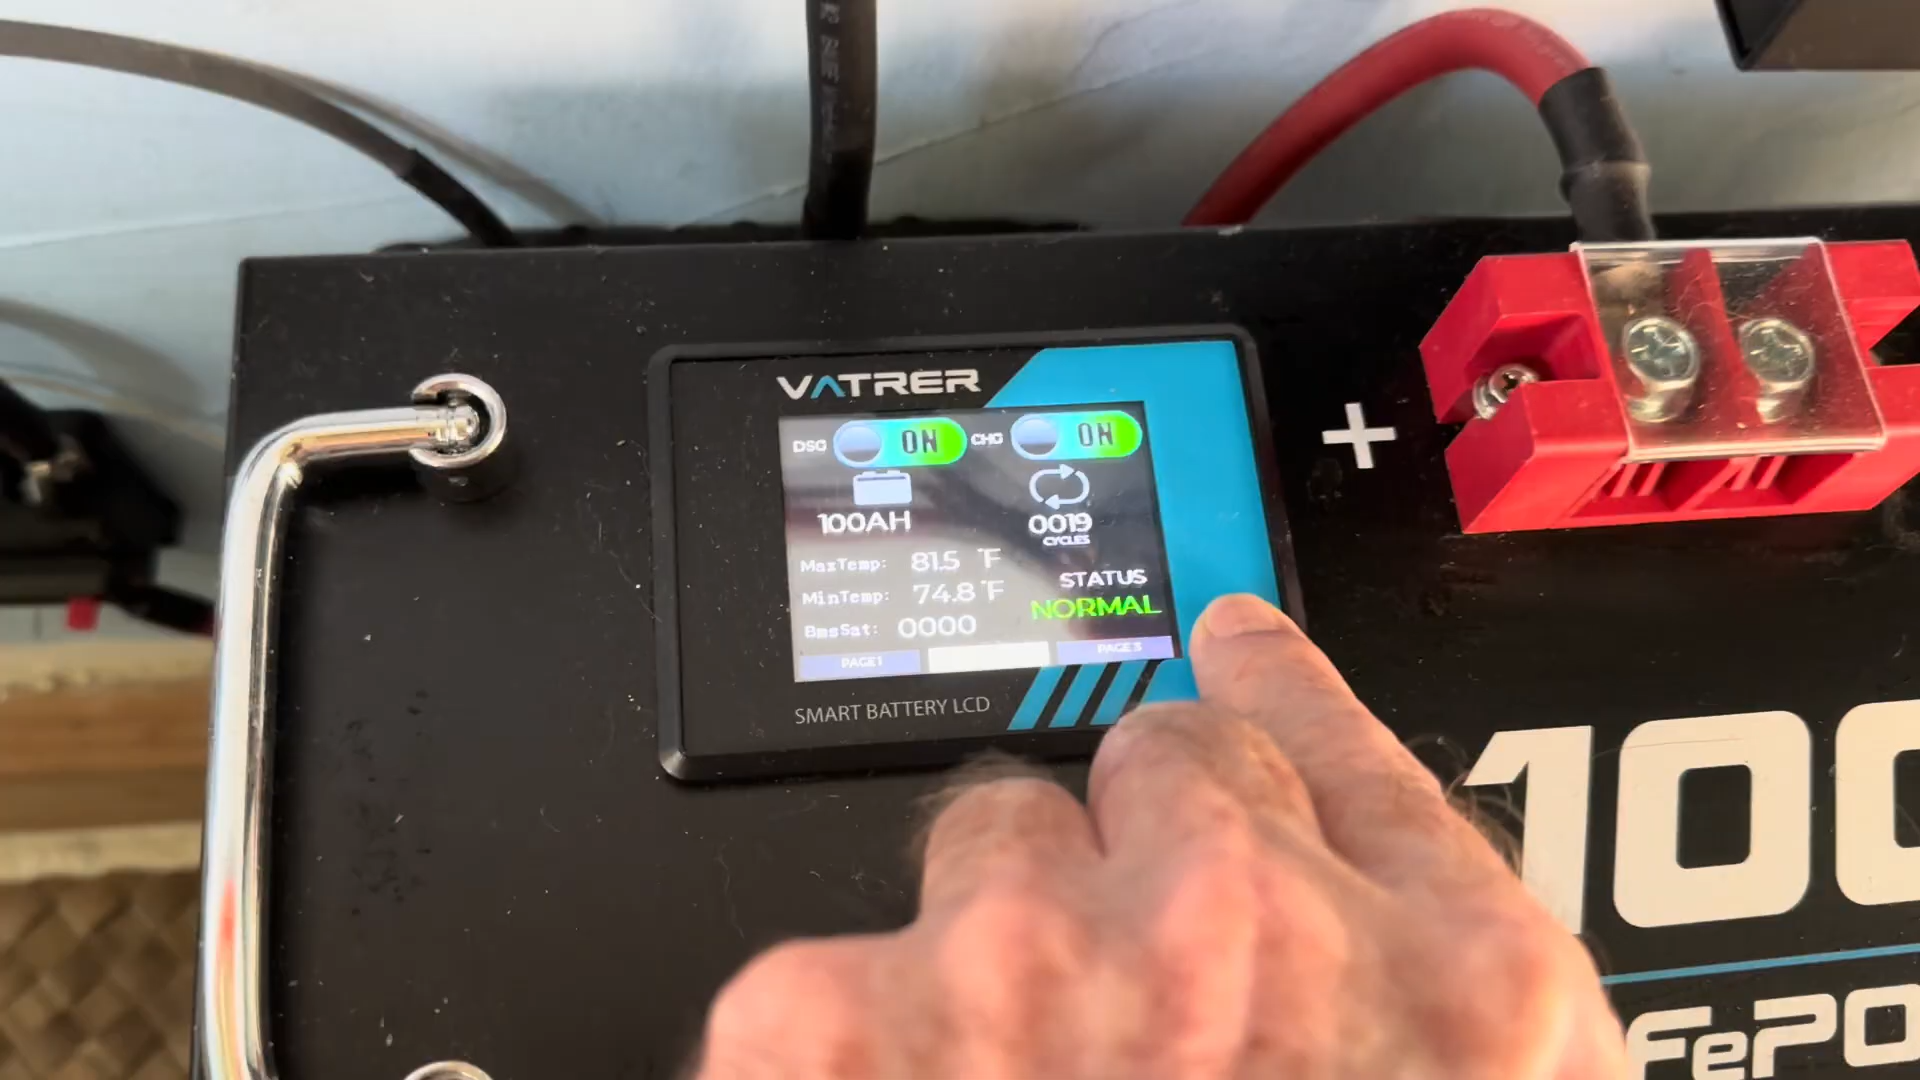 VATRER
DSG ON CHG ON
100AH
0019
CYCLES
MaxTemp: 81.5 °F
MinTemp: 74.8 °F
STATUS
NORMAL
BmsSat: 0000
PAGE1
PAGE3
SMART BATTERY LCD
+
100
FePO